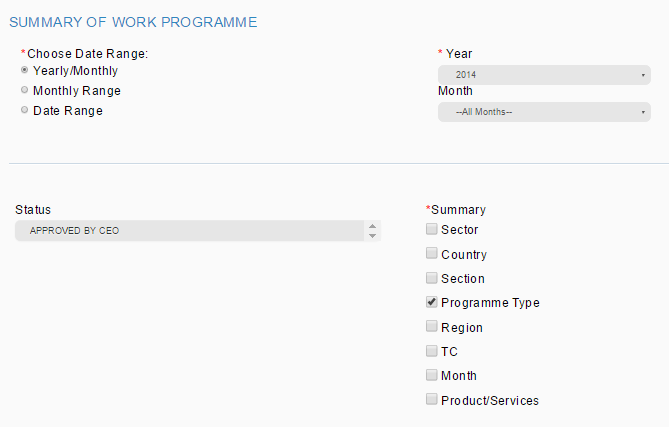 SUMMARY OF WORK PROGRAMME
*Choose Date Range:
Yearly/Monthly
Monthly Range
Date Range
* Year
2014
Month
--All Months--
Status
APPROVED BY CEO
*Summary
Sector
Country
Section
Programme Type
Region
TC
Month
Product/Services